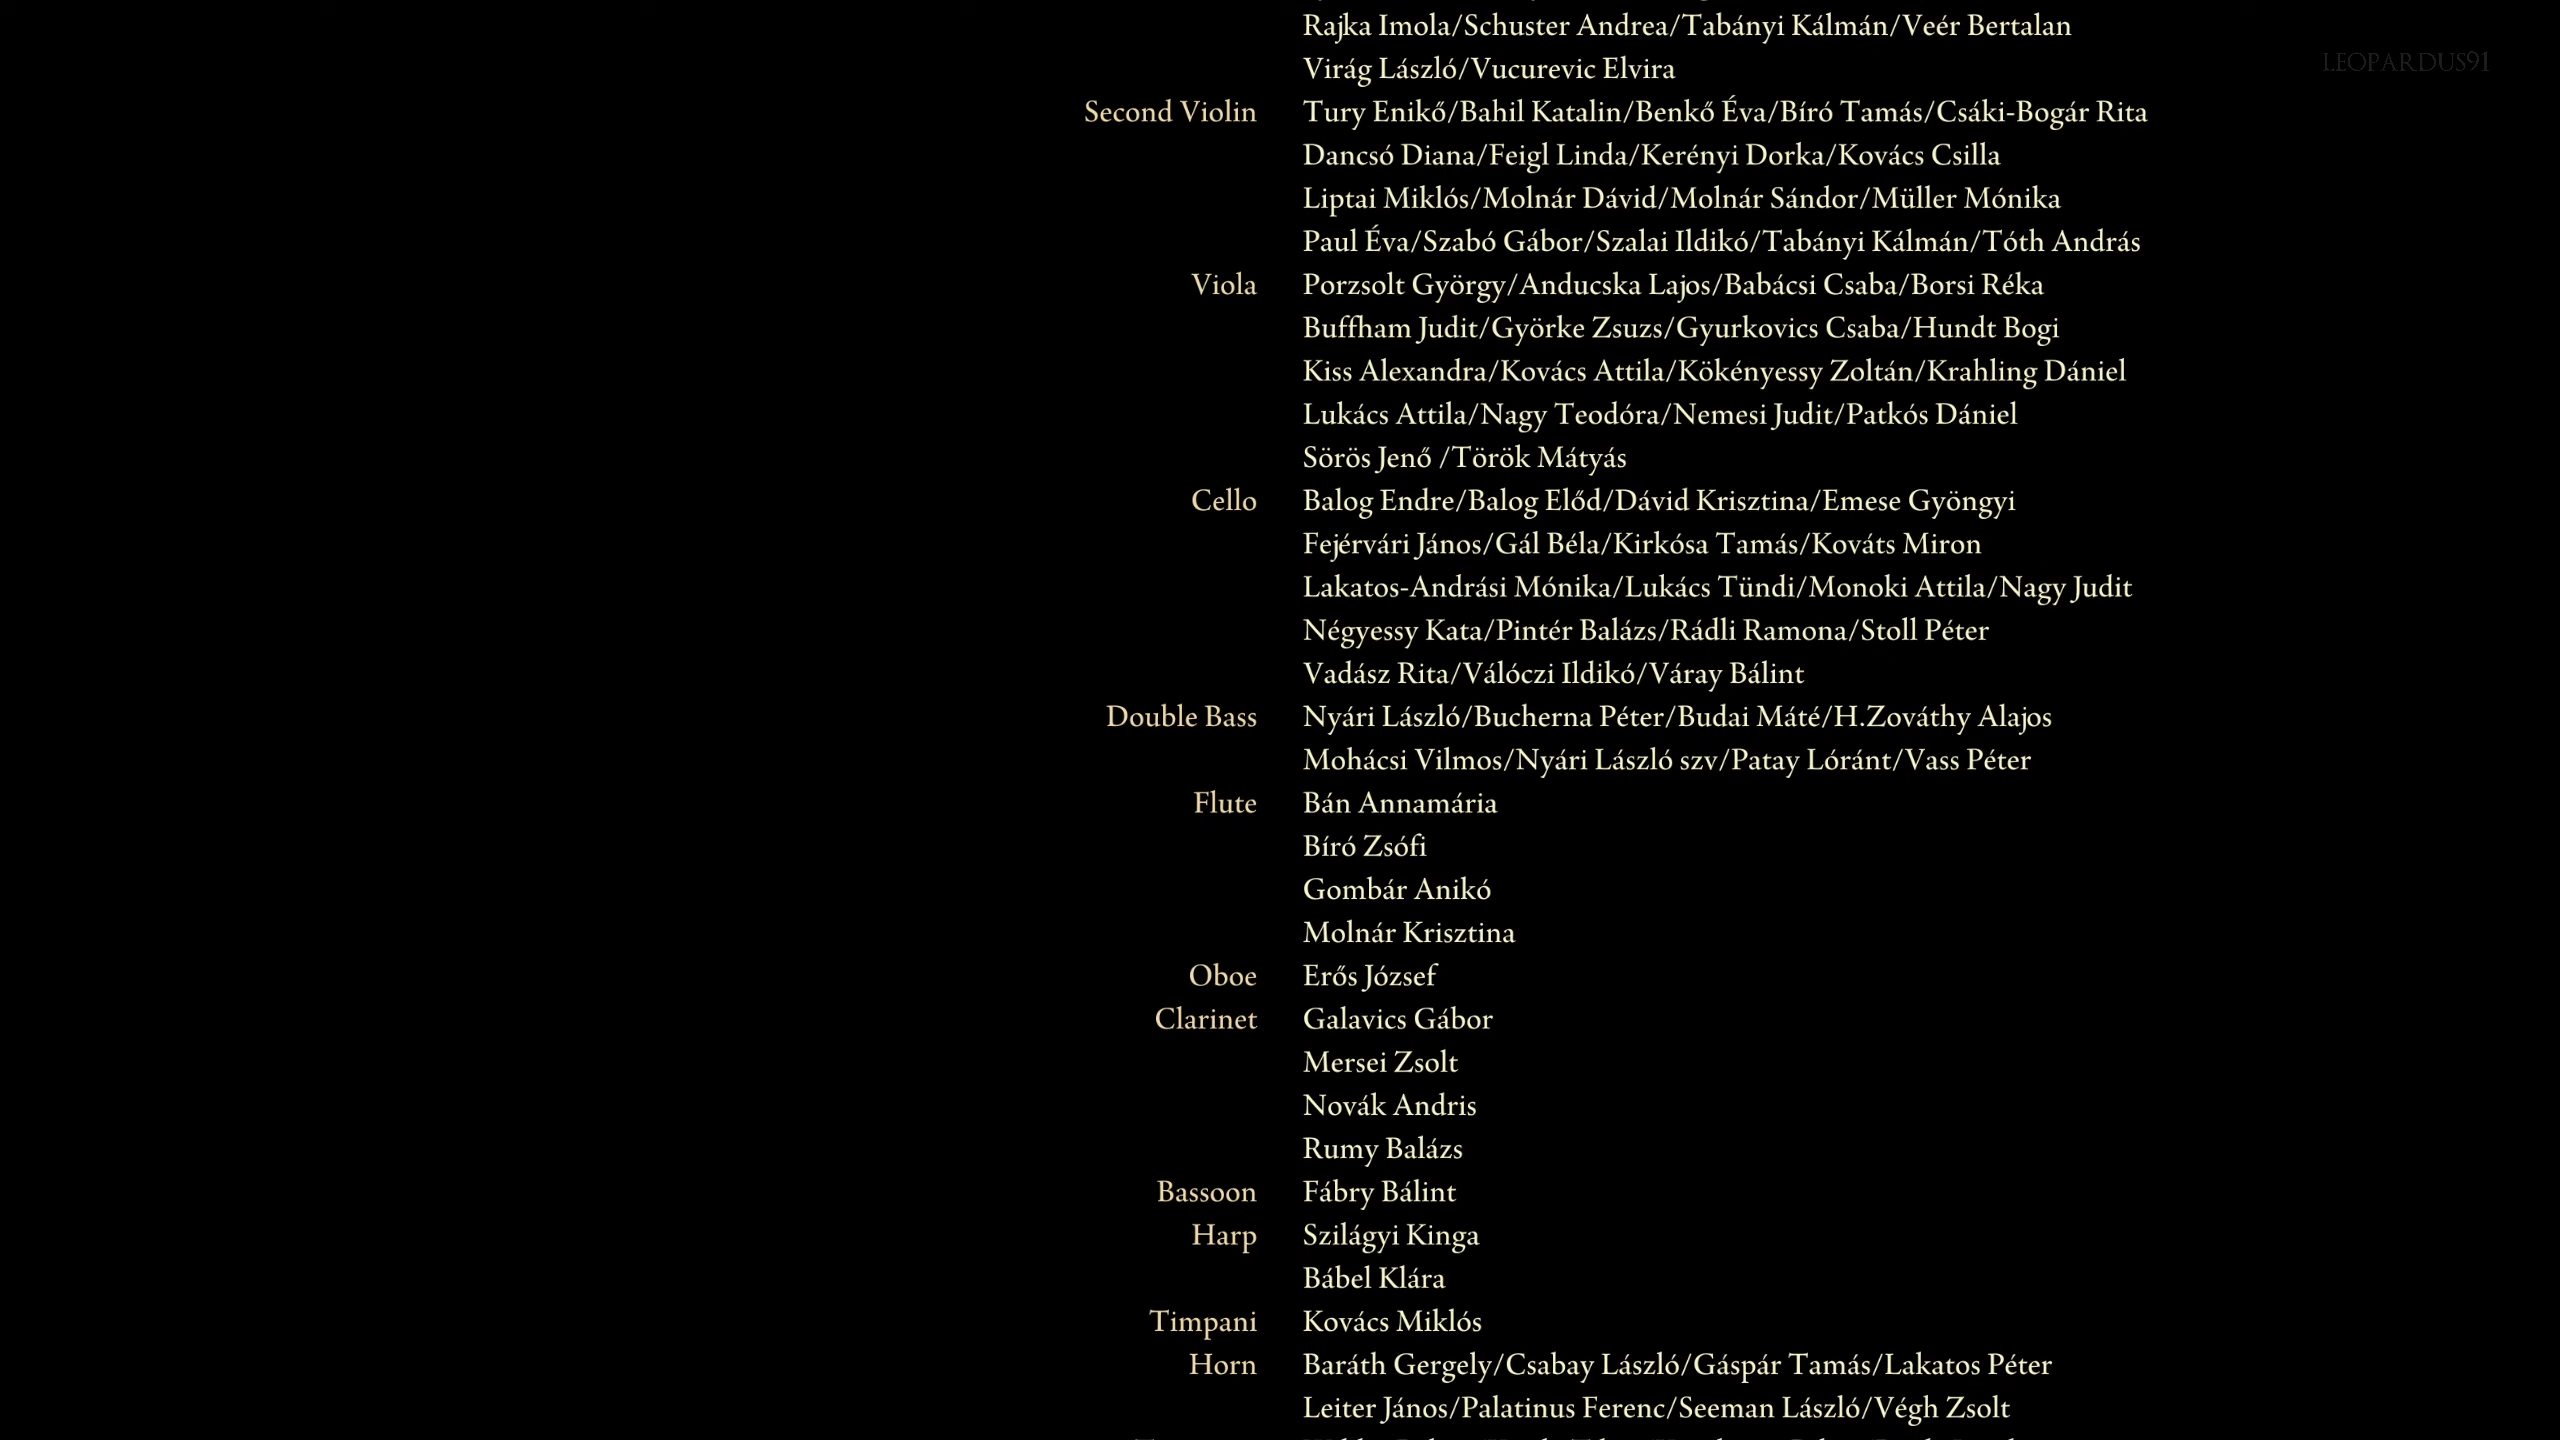 Rajka Imola/Schuster Andrea/Tabányi Kálmán/Veér Bertalan
LEOPARDUS91
Virág László/Vucurevic Elvira
Second Violin Tury Enikő/Bahil Katalin/Benkő Éva/Bíró Tamás/Csáki-Bogár Rita
Dancsó Diana/Feigl Linda/Kerényi Dorka/Kovács Csilla
Liptai Miklós/Molnár Dávid/Molnár Sándor/Müller Mónika
Paul Éva/Szabó Gábor/Szalai Ildikó/Tabányi Kálmán/Tóth András
Viola Porzsolt György/Anducska Lajos/Babácsi Csaba/Borsi Réka
Buffham Judit/Györke Zsuzs/Gyurkovics Csaba/Hundt Bogi
Kiss Alexandra/Kovács Attila/Kökényessy Zoltán/Krahling Dániel
Lukács Attila/Nagy Teodóra/Nemesi Judit/Patkós Dániel
Sörös Jenő /Török Mátyás
Cello Balog Endre/Balog Előd/Dávid Krisztina/Emese Gyöngyi
Fejérvári János/Gál Béla/Kirkósa Tamás/Kováts Miron
Lakatos-Andrási Mónika/Lukács Tündi/Monoki Attila/Nagy Judit
Négyessy Kata/Pintér Balázs/Rádli Ramona/Stoll Péter
Vadász Rita/Válóczi Ildikó/Váray Bálint
Double Bass Nyári László/Bucherna Péter/Budai Máté/H.Zováthy Alajos
Mohácsi Vilmos/Nyári László szv/Patay Lóránt/Vass Péter
Flute Bán Annamária
Bíró Zsófi
Gombár Anikó
Molnár Krisztina
Oboe Erős József
Clarinet Galavics Gábor
Mersei Zsolt
Novák Andris
Rumy Balázs
Bassoon Fábry Bálint
Harp Szilágyi Kinga
Bábel Klára
Timpani Kovács Miklós
Horn Baráth Gergely/Csabay László/Gáspár Tamás/Lakatos Péter
Leiter János/Palatinus Ferenc/Seeman László/Végh Zsolt